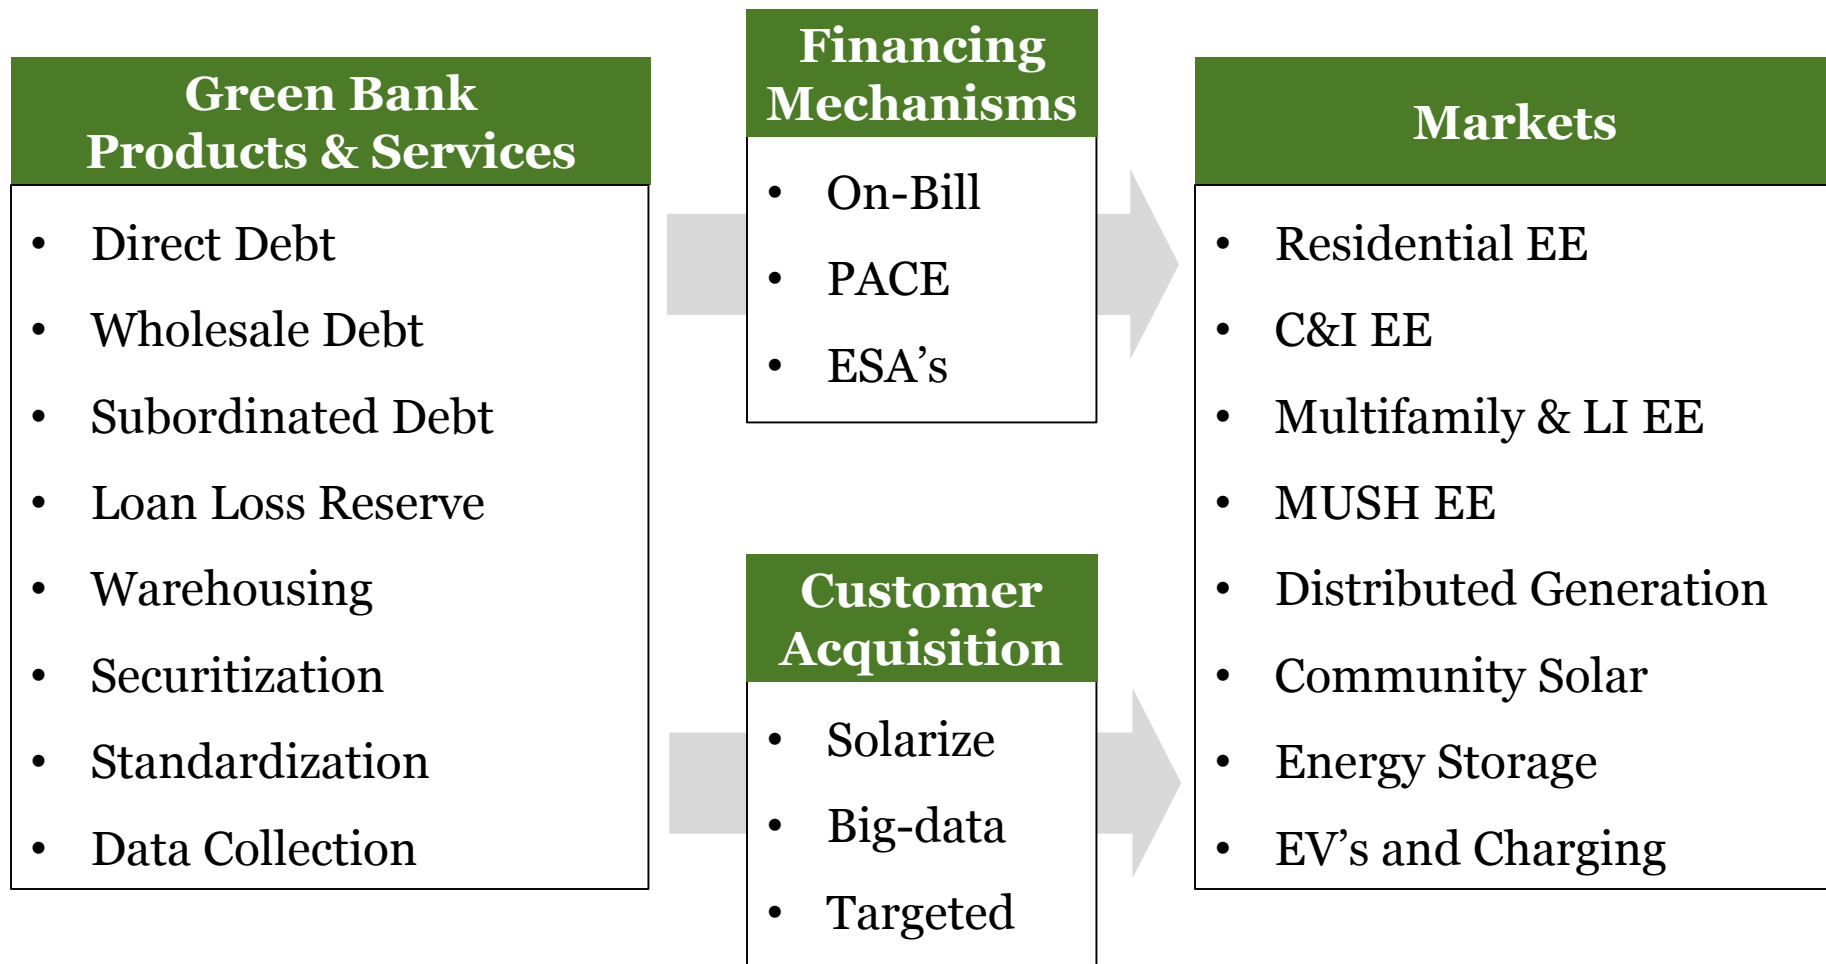 Green Bank
Products & Services
• Direct Debt
• Wholesale Debt
• Subordinated Debt
• Loan Loss Reserve
• Warehousing
• Securitization
• Standardization
• Data Collection
Financing
Mechanisms
• On-Bill
• PACE
• ESA’s
Customer
Acquisition
• Solarize
• Big-data
• Targeted
Markets
• Residential EE
• C&I EE
• Multifamily & LI EE
• MUSH EE
• Distributed Generation
• Community Solar
• Energy Storage
• EV’s and Charging